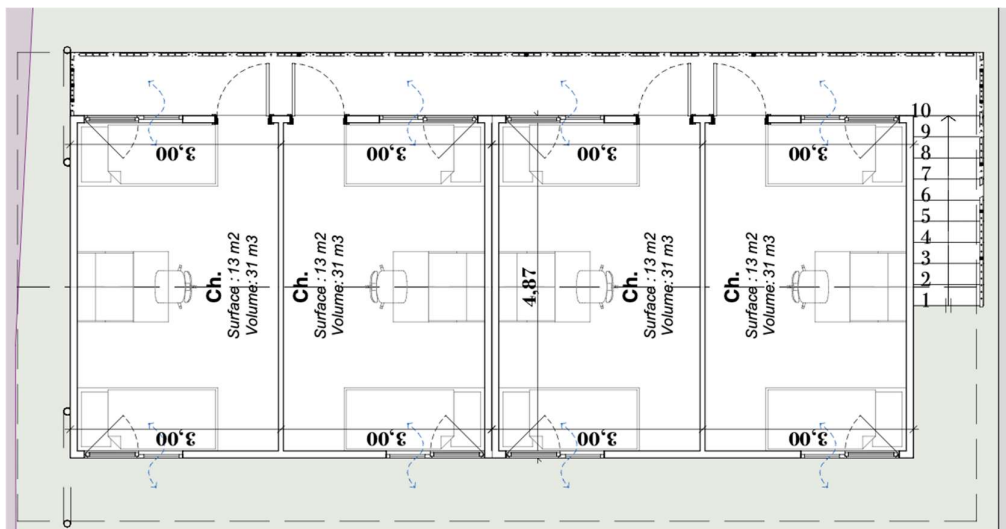 10
9
8
7
6
5
4
3
2
1
3,00
3,00
3,00
3,00
Ch.
Surface : 13 m2
Volume: 31 m3
Ch.
Surface : 13 m2
Volume: 31 m3
4,87
Ch.
Surface : 13 m2
Volume: 31 m3
Ch.
Surface : 13 m2
Volume: 31 m3
3,00
3,00
3,00
3,00